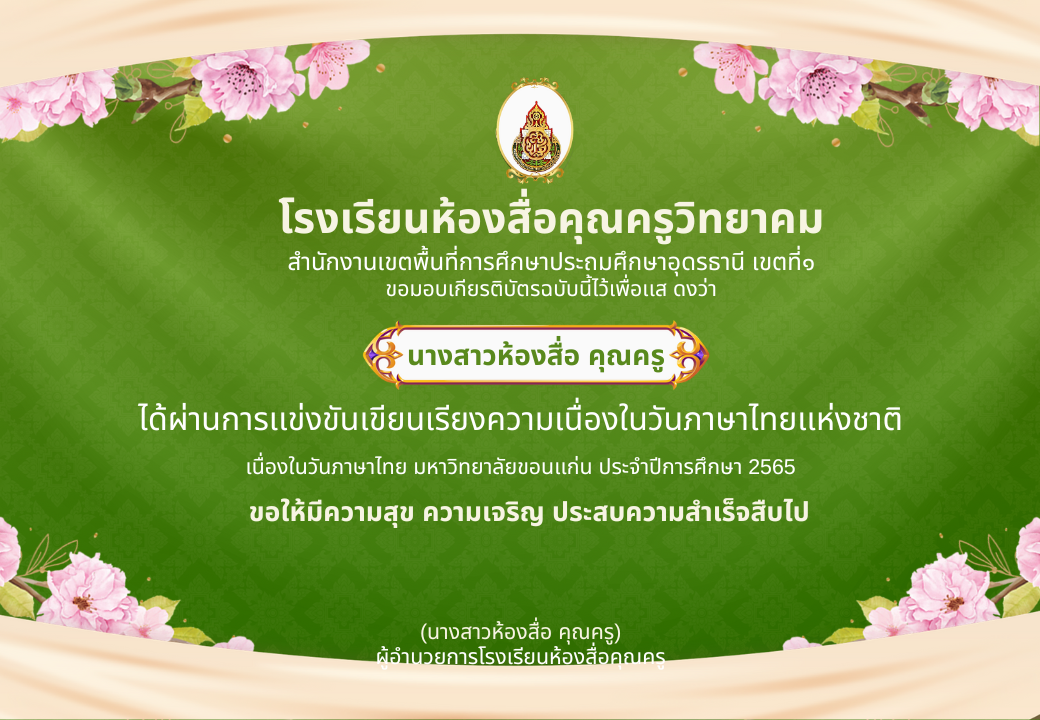 โรงเรียนห้องสื่อคุณครูวิทยาคม
สำนักงานเขตพื้นที่การศึกษาประถมศึกษาอุดรธานี เขตที่๑
ขอมอบเกียรติบัตรฉบับนี้ไว้เพื่อแส ดงว่า
นางสาวห้องสื่อ คุณครู
ได้ผ่านการแข่งขันเขียนเรียงความเนื่องในวันภาษาไทยแห่งชาติ
เนื่องในวันภาษาไทย มหาวิทยาลัยขอนแก่น ประจำปีการศึกษา 2565
ขอให้มีความสุข ความเจริญ ประสบความสำเร็จสืบไป
(นางสาวห้องสื่อ คุณครู)
ผู้อำนวยการโรงเรียนห้องสื่อคุณครู